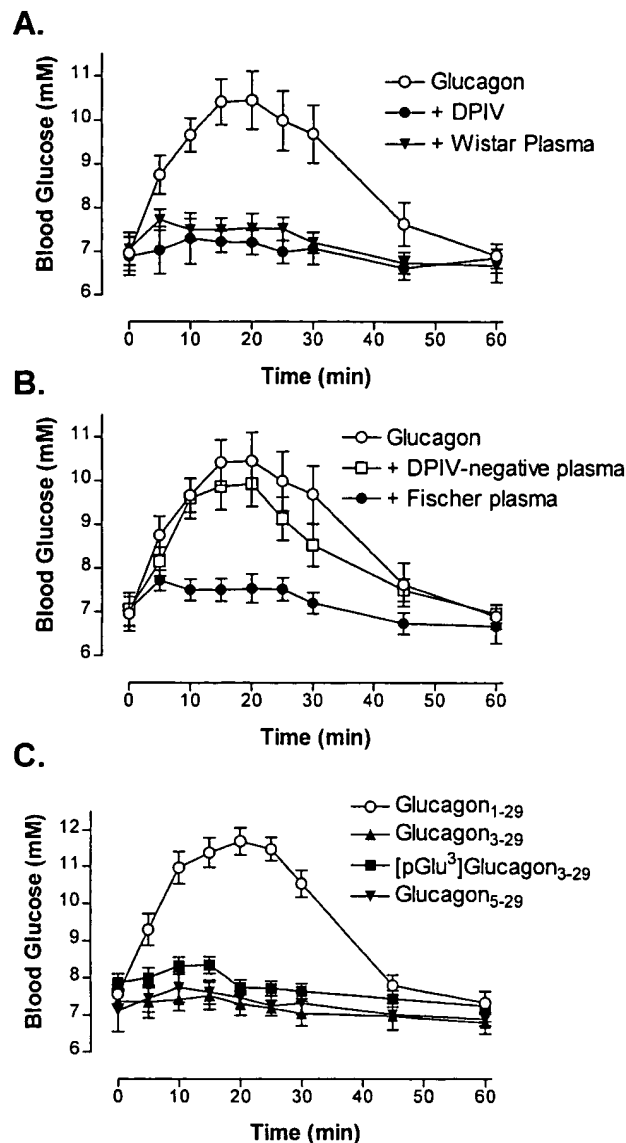 A.
Blood Glucose (mM)
11
10
9
8
7
6
Glucagon
+ DPIV
+ Wistar Plasma
0 10 20 30 40 50 60
Time (min)
B.
Blood Glucose (mM)
11
10
9
8
7
6
Glucagon
+ DPIV-negative plasma
+ Fischer plasma
0 10 20 30 40 50 60
Time (min)
C.
Blood Glucose (mM)
12
11
10
9
8
7
6
Glucagon₁₋₂₉
Glucagon₃₋₂₉
[pGlu³]Glucagon₃₋₂₉
Glucagon₅₋₂₉
0 10 20 30 40 50 60
Time (min)